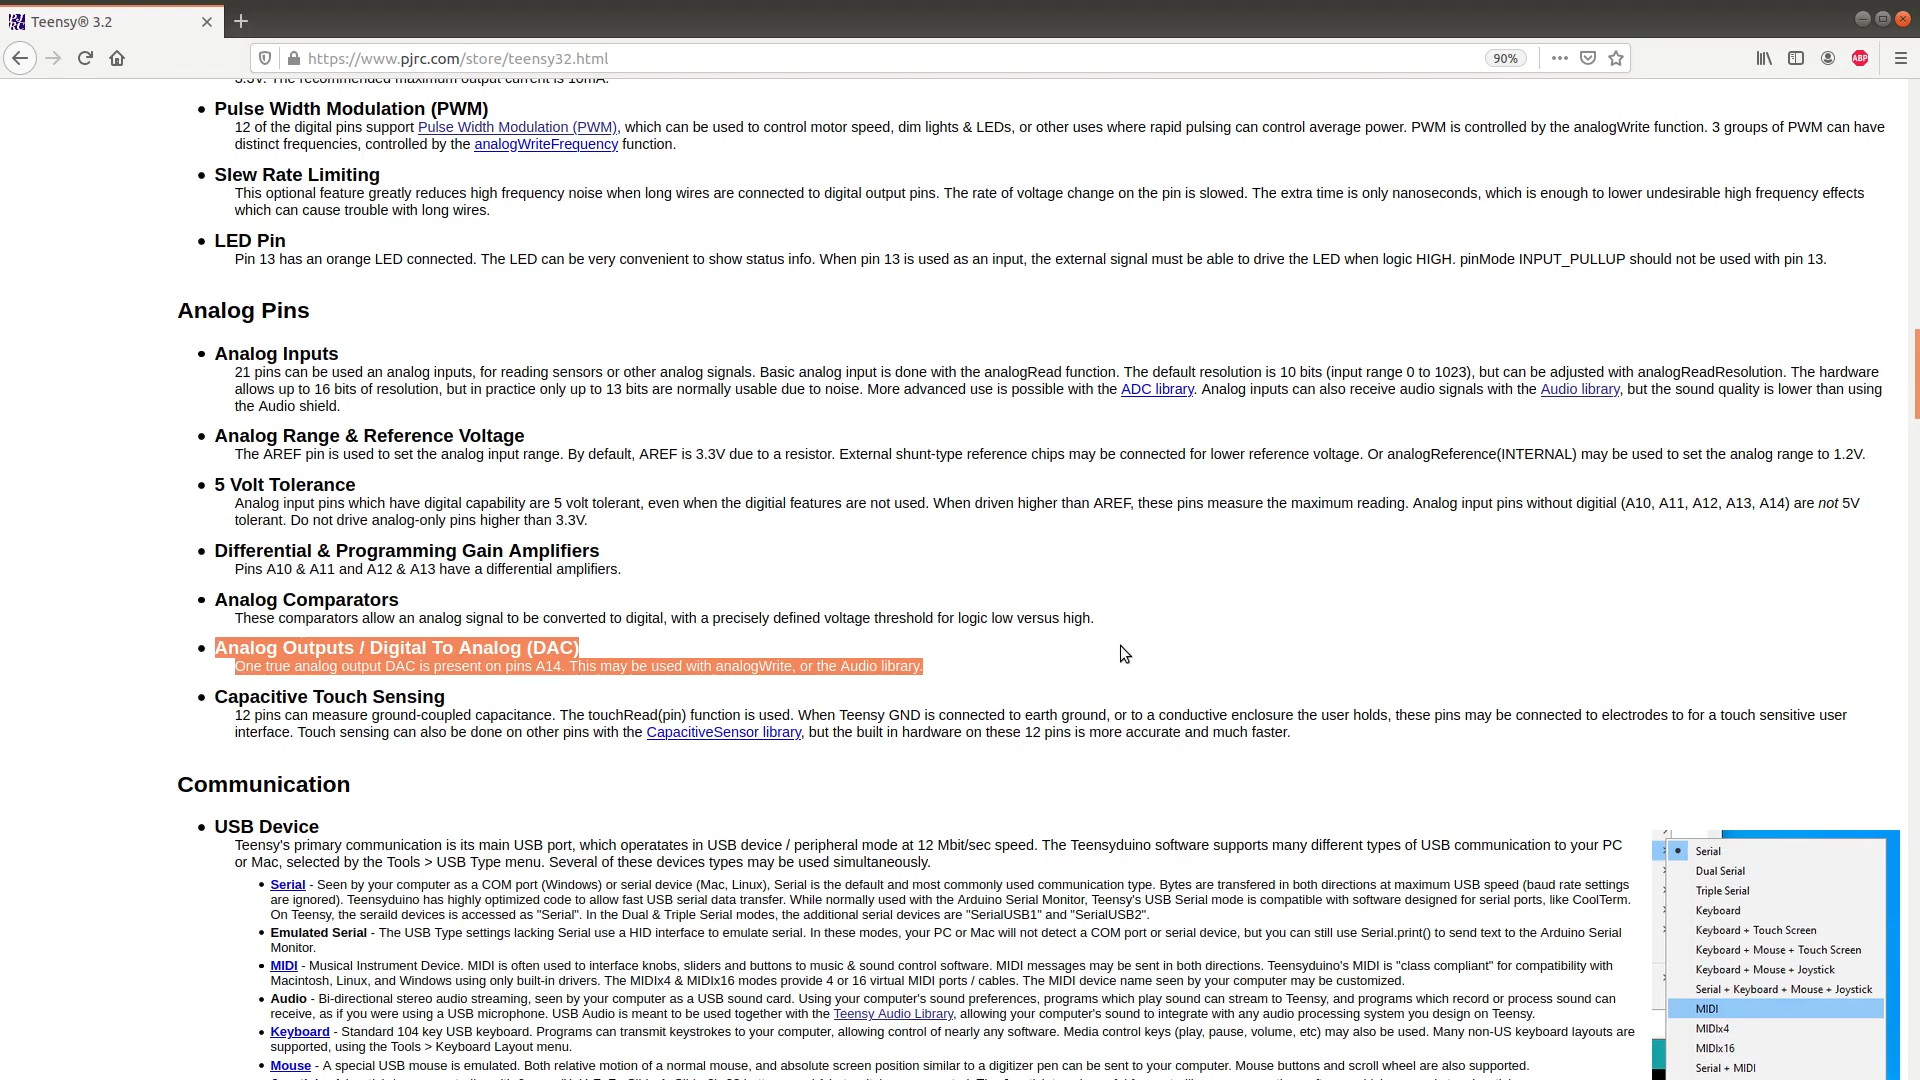 Teensy® 3.2
https://www.pjrc.com/store/teensy32.html
90%
ABP
Pulse Width Modulation (PWM)
12 of the digital pins support Pulse Width Modulation (PWM), which can be used to control motor speed, dim lights & LEDs, or other uses where rapid pulsing can control average power. PWM is controlled by the analogWrite function. 3 groups of PWM can have
distinct frequencies, controlled by the analogWriteFrequency function.
Slew Rate Limiting
This optional feature greatly reduces high frequency noise when long wires are connected to digital output pins. The rate of voltage change on the pin is slowed. The extra time is only nanoseconds, which is enough to lower undesirable high frequency effects
which can cause trouble with long wires.
LED Pin
Pin 13 has an orange LED connected. The LED can be very convenient to show status info. When pin 13 is used as an input, the external signal must be able to drive the LED when logic HIGH. pinMode INPUT_PULLUP should not be used with pin 13.
Analog Pins
Analog Inputs
21 pins can be used an analog inputs, for reading sensors or other analog signals. Basic analog input is done with the analogRead function. The default resolution is 10 bits (input range 0 to 1023), but can be adjusted with analogReadResolution. The hardware
allows up to 16 bits of resolution, but in practice only up to 13 bits are normally usable due to noise. More advanced use is possible with the ADC library. Analog inputs can also receive audio signals with the Audio library, but the sound quality is lower than using
the Audio shield.
Analog Range & Reference Voltage
The AREF pin is used to set the analog input range. By default, AREF is 3.3V due to a resistor. External shunt-type reference chips may be connected for lower reference voltage. Or analogReference(INTERNAL) may be used to set the analog range to 1.2V.
5 Volt Tolerance
Analog input pins which have digital capability are 5 volt tolerant, even when the digitial features are not used. When driven higher than AREF, these pins measure the maximum reading. Analog input pins without digitial (A10, A11, A12, A13, A14) are not 5V
tolerant. Do not drive analog-only pins higher than 3.3V.
Differential & Programming Gain Amplifiers
Pins A10 & A11 and A12 & A13 have a differential amplifiers.
Analog Comparators
These comparators allow an analog signal to be converted to digital, with a precisely defined voltage threshold for logic low versus high.
Analog Outputs / Digital To Analog (DAC)
One true analog output DAC is present on pins A14. This may be used with analogWrite, or the Audio library.
Capacitive Touch Sensing
12 pins can measure ground-coupled capacitance. The touchRead(pin) function is used. When Teensy GND is connected to earth ground, or to a conductive enclosure the user holds, these pins may be connected to electrodes to for a touch sensitive user
interface. Touch sensing can also be done on other pins with the CapacitiveSensor library, but the built in hardware on these 12 pins is more accurate and much faster.
Communication
USB Device
Teensy's primary communication is its main USB port, which operatates in USB device / peripheral mode at 12 Mbit/sec speed. The Teensyduino software supports many different types of USB communication to your PC
or Mac, selected by the Tools > USB Type menu. Several of these devices types may be used simultaneously.
Serial - Seen by your computer as a COM port (Windows) or serial device (Mac, Linux), Serial is the default and most commonly used communication type. Bytes are transfered in both directions at maximum USB speed (baud rate settings
are ignored). Teensyduino has highly optimized code to allow fast USB serial data transfer. While normally used with the Arduino Serial Monitor, Teensy's USB Serial mode is compatible with software designed for serial ports, like CoolTerm.
On Teensy, the seraild devices is accessed as "Serial". In the Dual & Triple Serial modes, the additional serial devices are "SerialUSB1" and "SerialUSB2".
Emulated Serial - The USB Type settings lacking Serial use a HID interface to emulate serial. In these modes, your PC or Mac will not detect a COM port or serial device, but you can still use Serial.print() to send text to the Arduino Serial
Monitor.
MIDI - Musical Instrument Device. MIDI is often used to interface knobs, sliders and buttons to music & sound control software. MIDI messages may be sent in both directions. Teensyduino's MIDI is "class compliant" for compatibility with
Macintosh, Linux, and Windows using only built-in drivers. The MIDIx4 & MIDIx16 modes provide 4 or 16 virtual MIDI ports / cables. The MIDI device name seen by your computer may be customized.
Audio - Bi-directional stereo audio streaming, seen by your computer as a USB sound card. Using your computer's sound preferences, programs which play sound can stream to Teensy, and programs which record or process sound can
receive, as if you were using a USB microphone. USB Audio is meant to be used together with the Teensy Audio Library, allowing your computer's sound to integrate with any audio processing system you design on Teensy.
Keyboard - Standard 104 key USB keyboard. Programs can transmit keystrokes to your computer, allowing control of nearly any software. Media control keys (play, pause, volume, etc) may also be used. Many non-US keyboard layouts are
supported, using the Tools > Keyboard Layout menu.
Mouse - A special USB mouse is emulated. Both relative motion of a normal mouse, and absolute screen position similar to a digitizer pen can be sent to your computer. Mouse buttons and scroll wheel are also supported.
Serial
Dual Serial
Triple Serial
Keyboard
Keyboard + Touch Screen
Keyboard + Mouse + Touch Screen
Keyboard + Mouse + Joystick
Serial + Keyboard + Mouse + Joystick
MIDI
MIDIx4
MIDIx16
Serial + MIDI